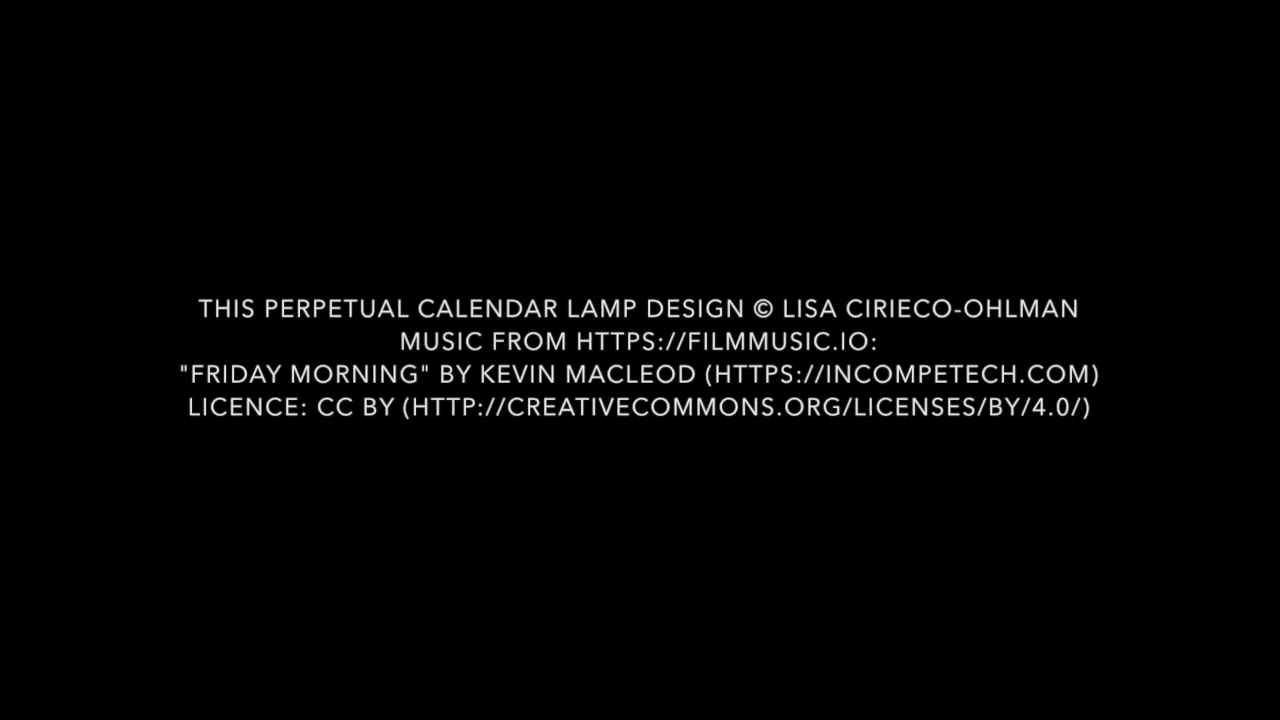 THIS PERPETUAL CALENDAR LAMP DESIGN © LISA CIRIECO-OHLMAN
MUSIC FROM HTTPS://FILMMUSIC.IO:
"FRIDAY MORNING" BY KEVIN MACLEOD (HTTPS://INCOMPETECH.COM)
LICENCE: CC BY (HTTP://CREATIVECOMMONS.ORG/LICENSES/BY/4.0/)